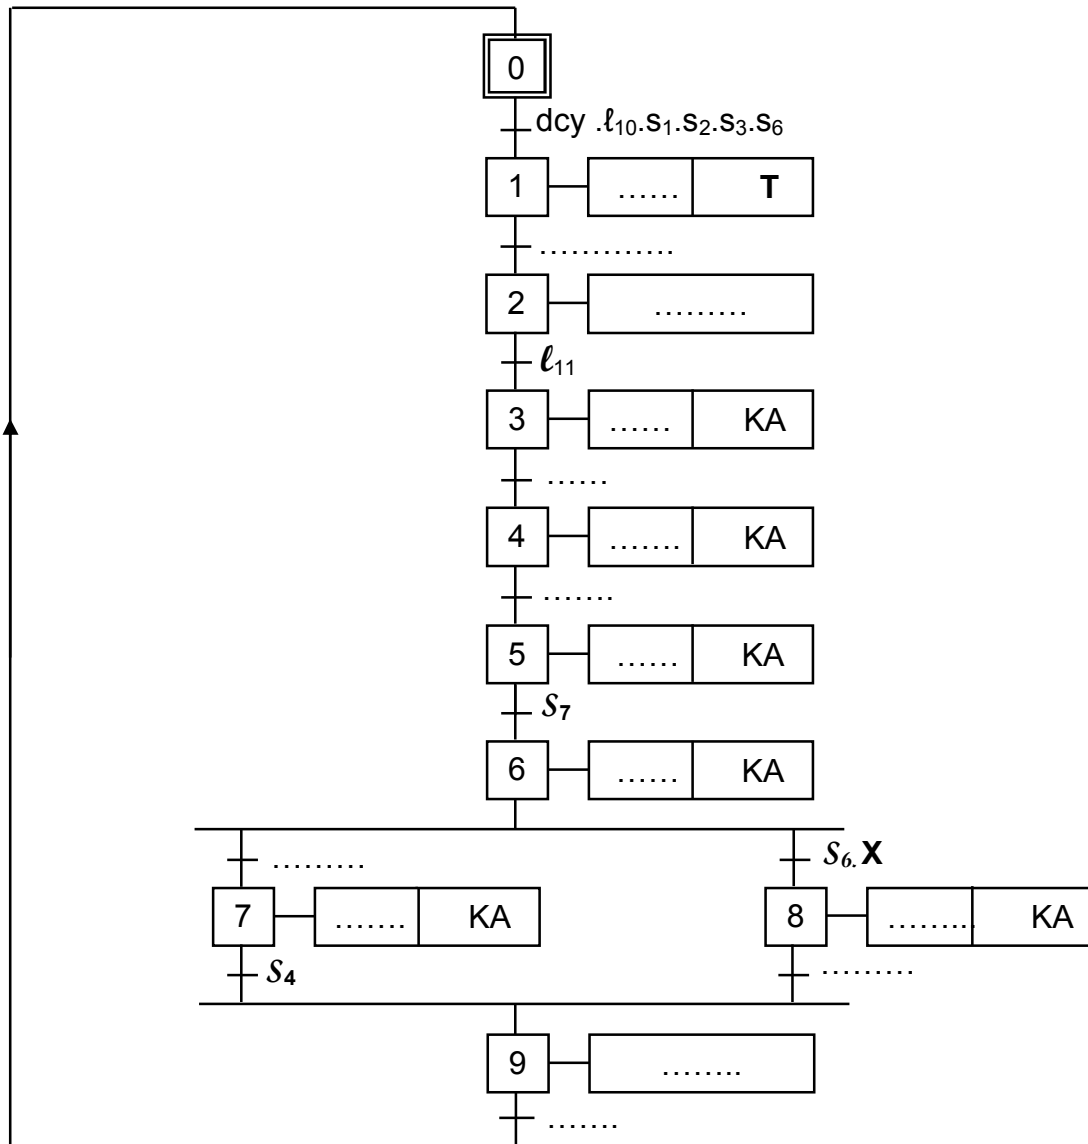 0
dcy .ℓ10.s1.s2.s3.s6
1 ...... T
.............
2 .........
ℓ11
3 ...... KA
......
4 ....... KA
.......
5 ...... KA
S7
6 ...... KA
......... S6.X
7 ....... KA 8 ......... KA
S4 .........
9 ........
.......